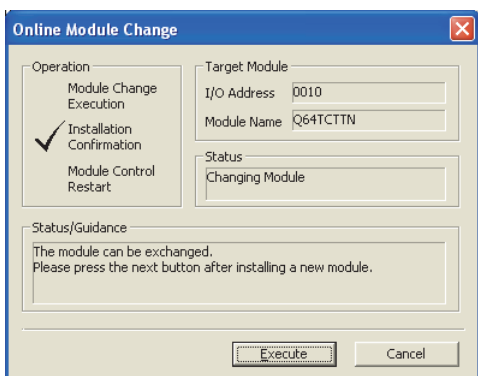 Online Module Change
Operation
Module Change
Execution
Installation
Confirmation
Module Control
Restart
Target Module
I/O Address 0010
Module Name Q64TCTTN
Status
Changing Module
Status/Guidance
The module can be exchanged.
Please press the next button after installing a new module.
Execute Cancel